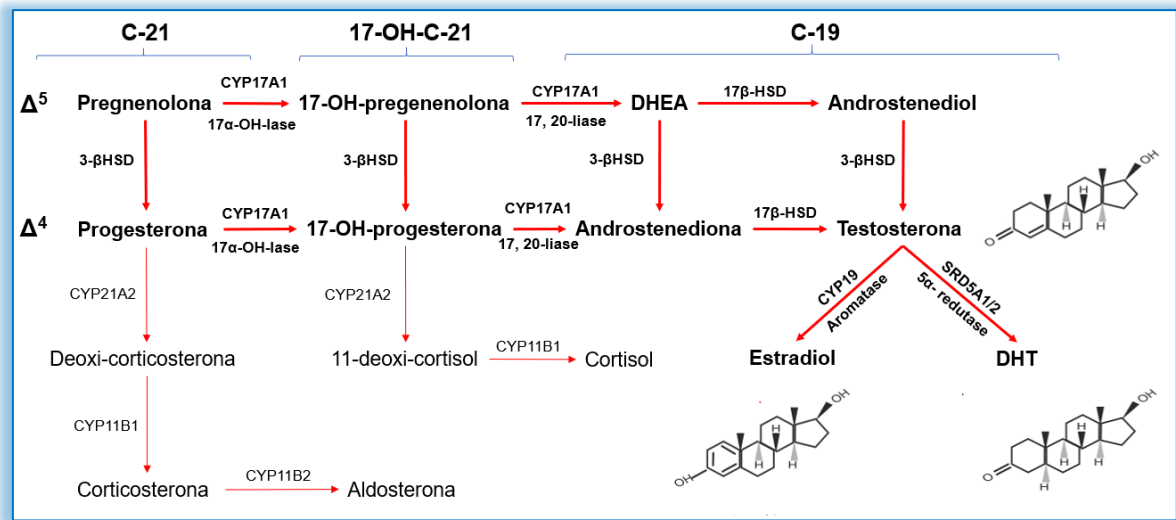 C-21 17-OH-C-21 C-19
CYP17A1 CYP17A1 17β-HSD
Δ5 Pregnenolona 17-OH-pregenenolona DHEA Androstenediol
17α-OH-lase 17, 20-liase
3-βHSD 3-βHSD 3-βHSD 3-βHSD
OH
CYP17A1 CYP17A1 17β-HSD
Δ4 Progesterona 17-OH-progesterona Androstenediona Testosterona
17α-OH-lase 17, 20-liase
H H H
O
CYP21A2 CYP21A2 CYP19 SRD5A1/2
Aromatase 5α- redutase
Deoxi-corticosterona 11-deoxi-cortisol CYP11B1 Cortisol Estradiol DHT
OH OH
CYP11B1
H H H H H H
OH O H
Corticosterona CYP11B2 Aldosterona